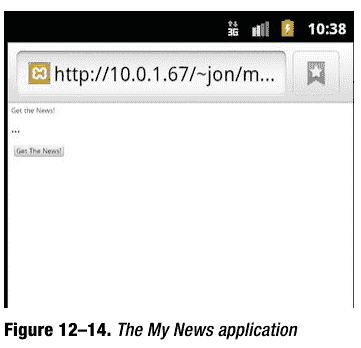 3G 10:38
http://10.0.1.67/~jon/m...
Get the News!
...
Get The News!
Figure 12–14. The My News application